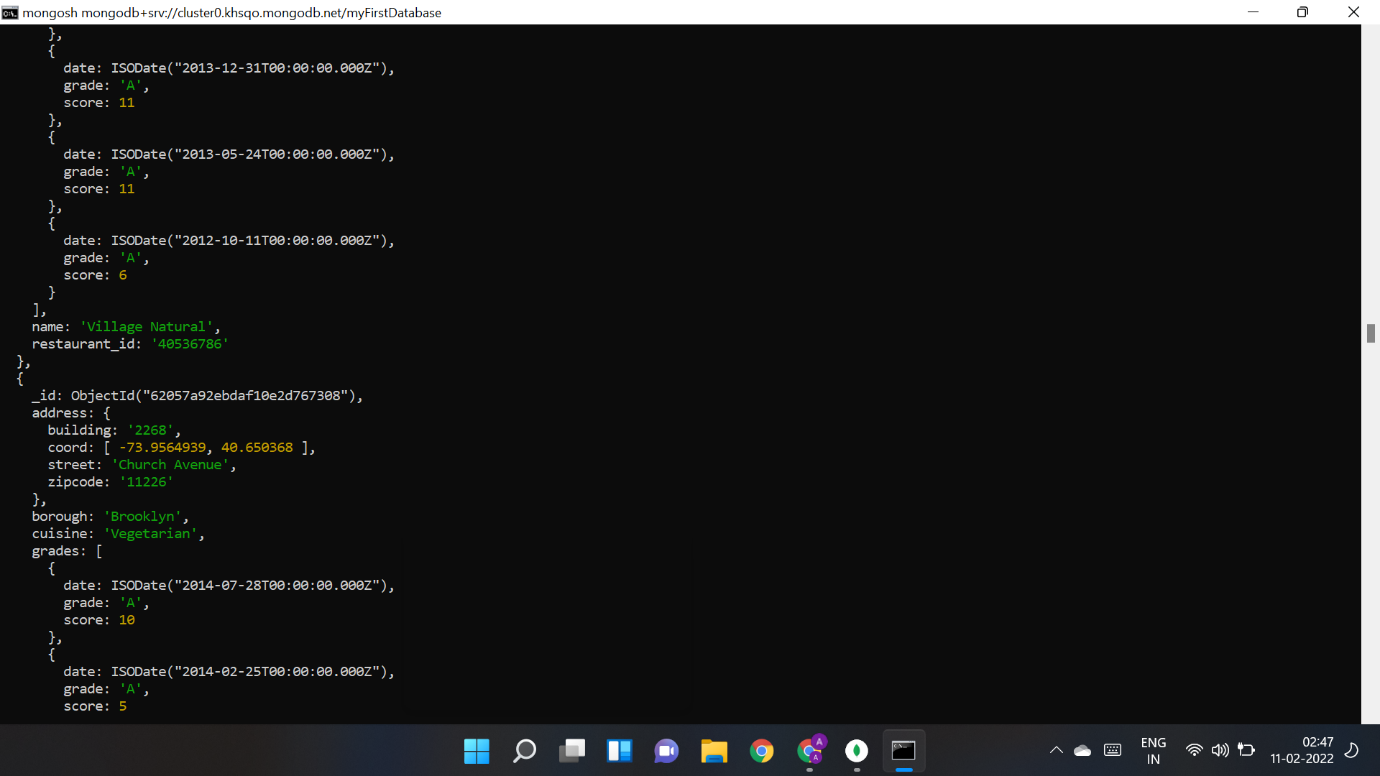 mongosh mongodb+srv://cluster0.khsqo.mongodb.net/myFirstDatabase
},
{
date: ISODate("2013-12-31T00:00:00.000Z"),
grade: 'A',
score: 11
},
{
date: ISODate("2013-05-24T00:00:00.000Z"),
grade: 'A',
score: 11
},
{
date: ISODate("2012-10-11T00:00:00.000Z"),
grade: 'A',
score: 6
}
],
name: 'Village Natural',
restaurant_id: '40536786'
},
{
_id: ObjectId("62057a92ebdaf10e2d767308"),
address: {
building: '2268',
coord: [ -73.9564939, 40.650368 ],
street: 'Church Avenue',
zipcode: '11226'
},
borough: 'Brooklyn',
cuisine: 'Vegetarian',
grades: [
{
date: ISODate("2014-07-28T00:00:00.000Z"),
grade: 'A',
score: 10
},
{
date: ISODate("2014-02-25T00:00:00.000Z"),
grade: 'A',
score: 5
A
A
ENG
IN
02:47
11-02-2022